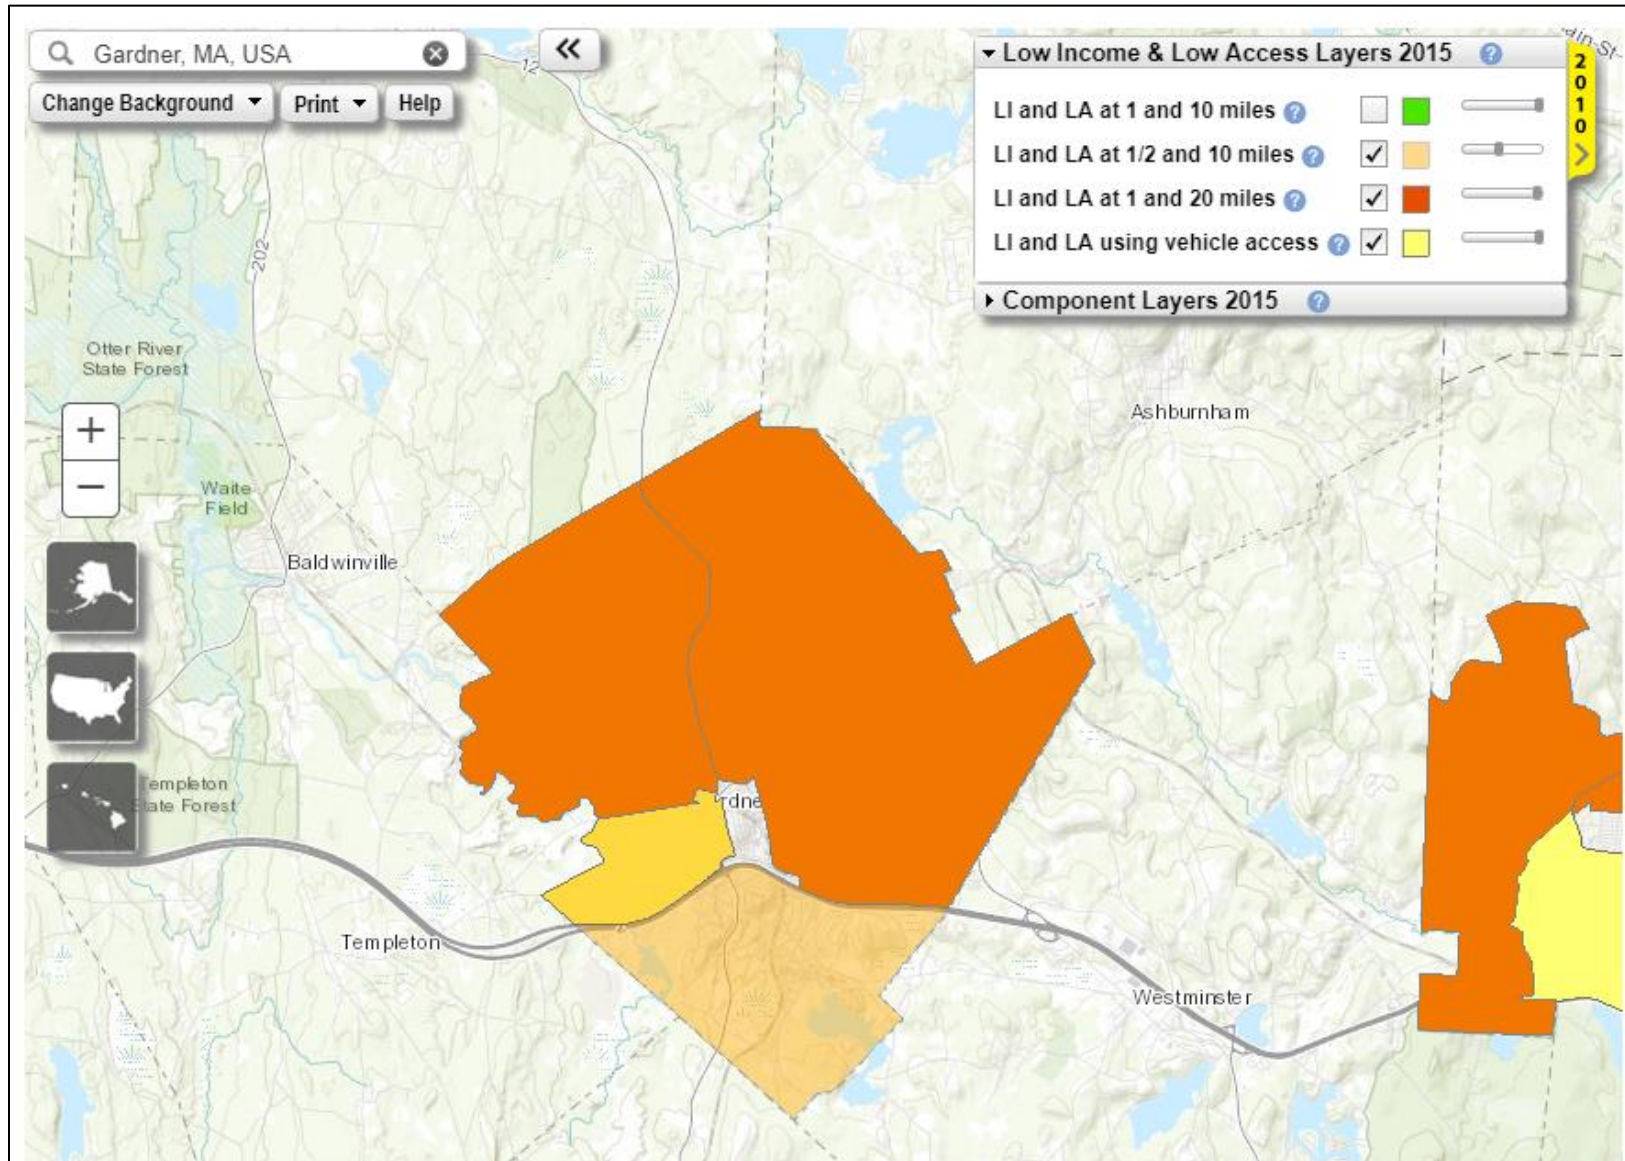 Gardner, MA, USA
Change Background
Print
Help
Low Income & Low Access Layers 2015 ?
LI and LA at 1 and 10 miles ?
LI and LA at 1/2 and 10 miles ?
LI and LA at 1 and 20 miles ?
LI and LA using vehicle access ?
Component Layers 2015 ?
2010
12
202
Otter River
State Forest
Ashburnham
Waite
Field
Baldwinville
Templeton
State Forest
rdne
Templeton
Westminster